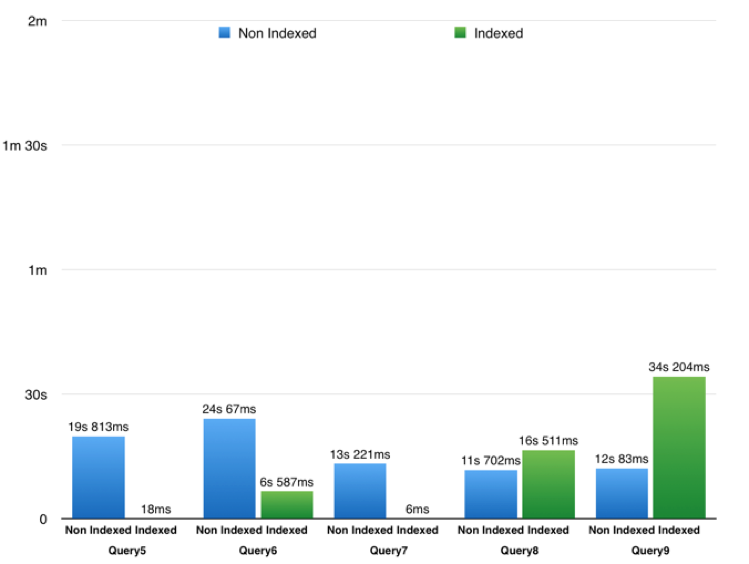 2m
Non Indexed Indexed
1m 30s
1m
34s 204ms
30s
24s 67ms
19s 813ms
13s 221ms
16s 511ms
11s 702ms
12s 83ms
6s 587ms
18ms
6ms
0
Non Indexed Indexed Non Indexed Indexed Non Indexed Indexed Non Indexed Indexed Non Indexed Indexed
Query5 Query6 Query7 Query8 Query9